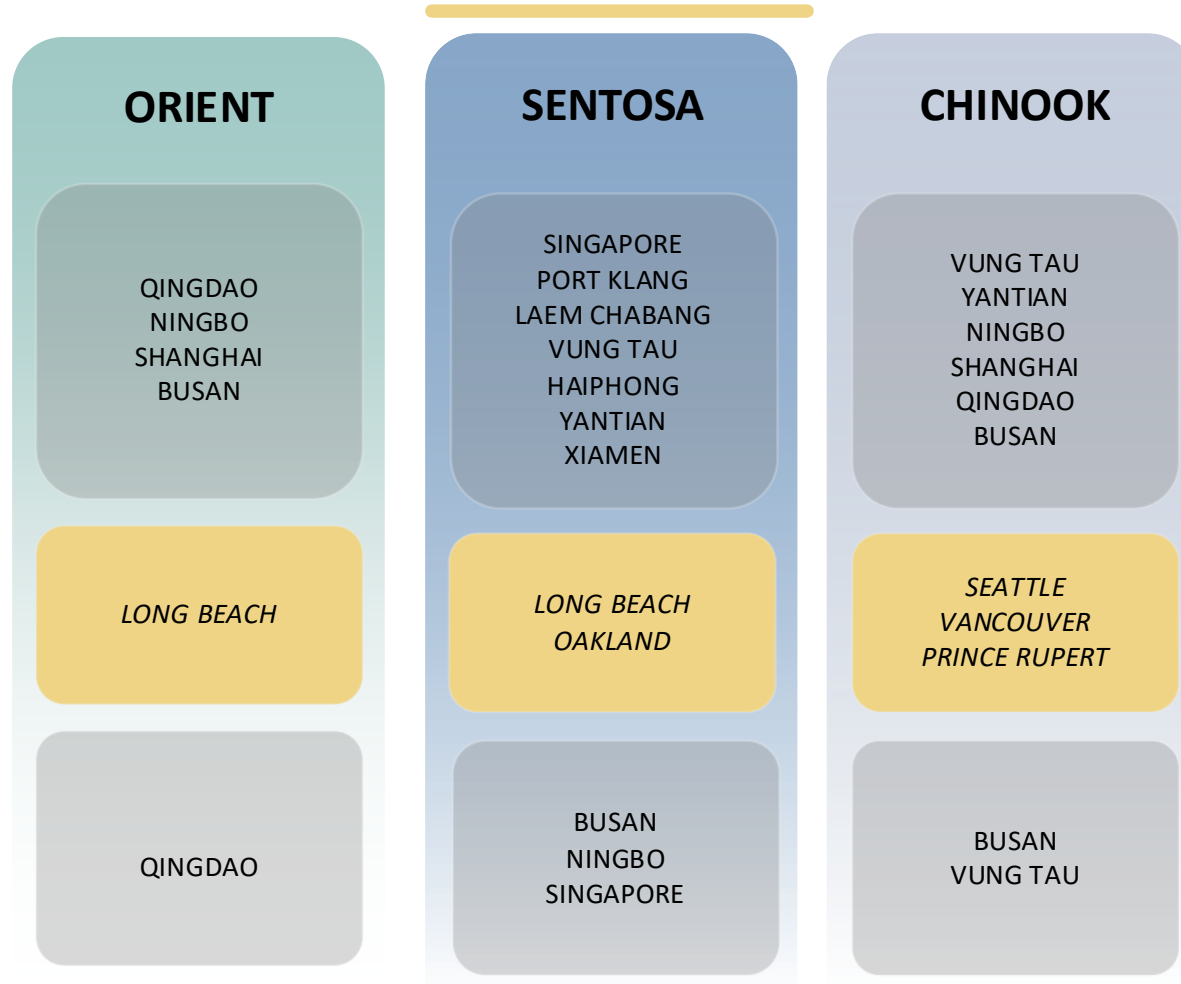 ORIENT
QINGDAO
NINGBO
SHANGHAI
BUSAN
LONG BEACH
QINGDAO
SENTOSA
SINGAPORE
PORT KLANG
LAEM CHABANG
VUNG TAU
HAIPHONG
YANTIAN
XIAMEN
LONG BEACH
OAKLAND
BUSAN
NINGBO
SINGAPORE
CHINOOK
VUNG TAU
YANTIAN
NINGBO
SHANGHAI
QINGDAO
BUSAN
SEATTLE
VANCOUVER
PRINCE RUPERT
BUSAN
VUNG TAU